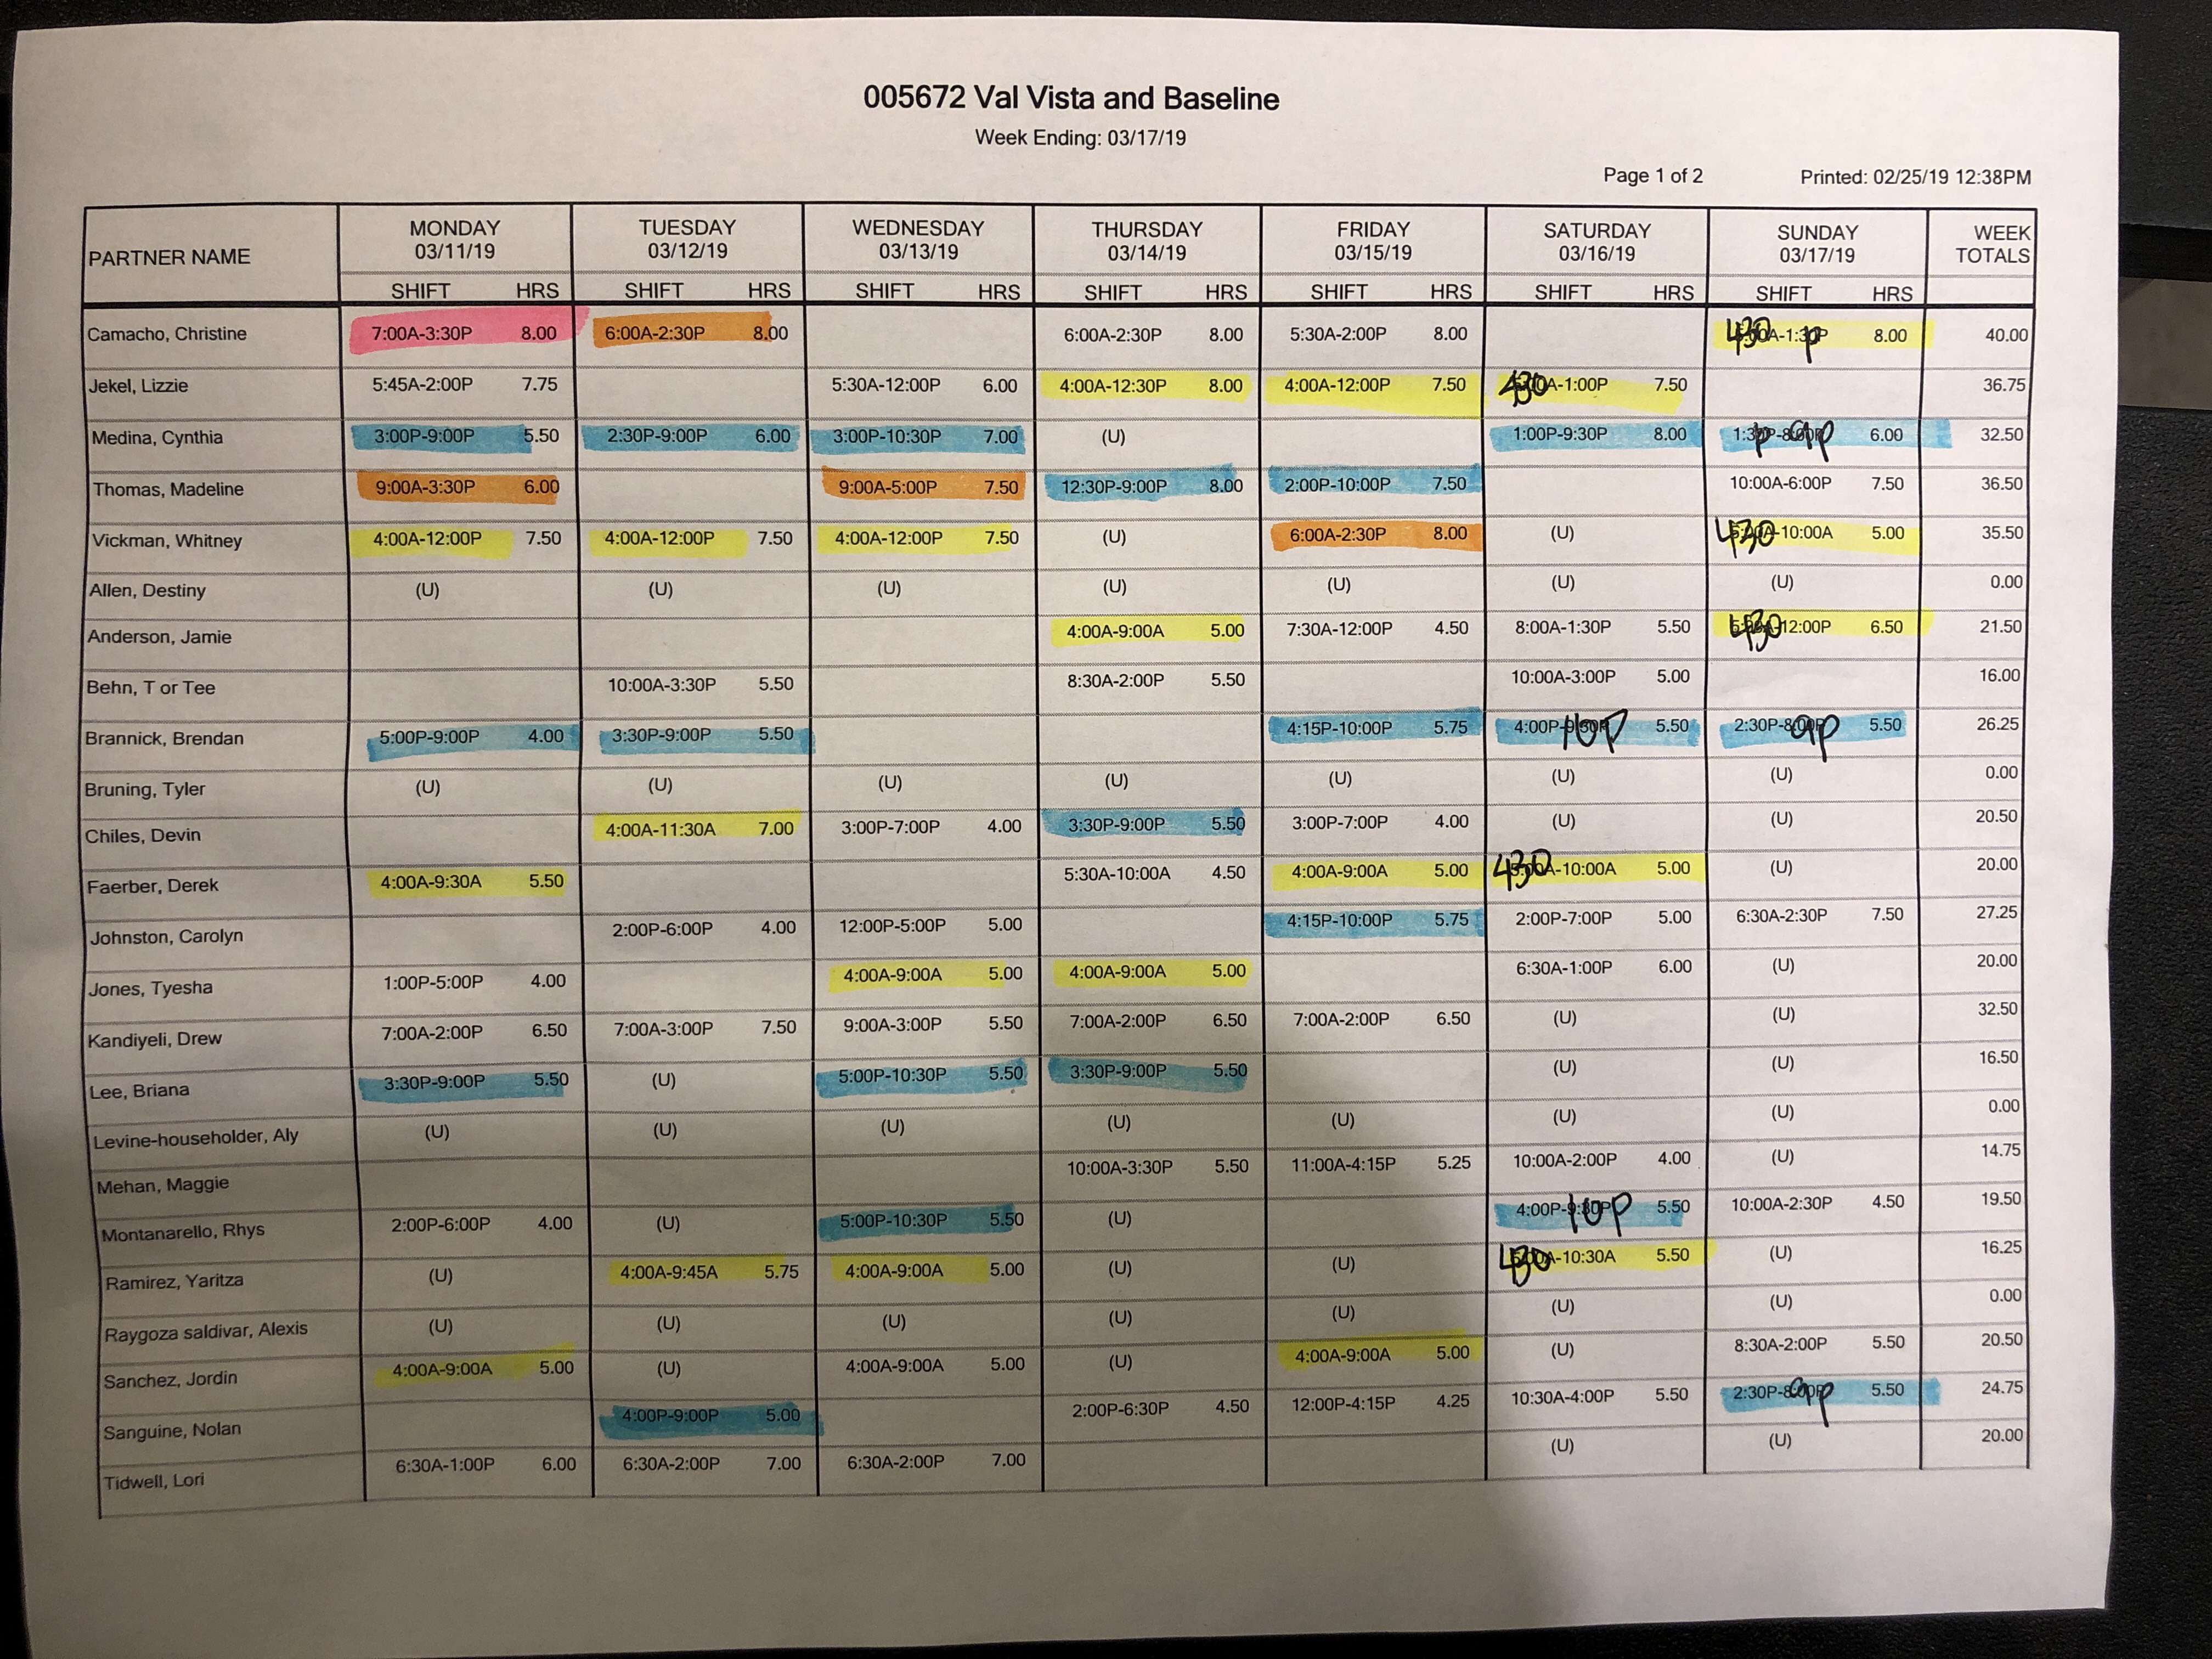 005672 Val Vista and Baseline
Week Ending: 03/17/19
Page 1 of 2 Printed: 02/25/19 12:38PM
PARTNER NAME MONDAY 03/11/19 TUESDAY 03/12/19 WEDNESDAY 03/13/19 THURSDAY 03/14/19 FRIDAY 03/15/19 SATURDAY 03/16/19 SUNDAY 03/17/19 WEEK TOTALS
SHIFT HRS SHIFT HRS SHIFT HRS SHIFT HRS SHIFT HRS SHIFT HRS SHIFT HRS
Camacho, Christine 7:00A-3:30P 8.00 6:00A-2:30P 8.00 6:00A-2:30P 8.00 5:30A-2:00P 8.00 430 A-1:30P p 8.00 40.00
Jekel, Lizzie 5:45A-2:00P 7.75 5:30A-12:00P 6.00 4:00A-12:30P 8.00 4:00A-12:00P 7.50 430 A-1:00P 7.50 36.75
Medina, Cynthia 3:00P-9:00P 5.50 2:30P-9:00P 6.00 3:00P-10:30P 7.00 (U) 1:00P-9:30P 8.00 1:30P-8:00P p 9p 6.00 32.50
Thomas, Madeline 9:00A-3:30P 6.00 9:00A-5:00P 7.50 12:30P-9:00P 8.00 2:00P-10:00P 7.50 10:00A-6:00P 7.50 36.50
Vickman, Whitney 4:00A-12:00P 7.50 4:00A-12:00P 7.50 4:00A-12:00P 7.50 (U) 6:00A-2:30P 8.00 (U) 430 A-10:00A 5.00 35.50
Allen, Destiny (U) (U) (U) (U) (U) (U) (U) 0.00
Anderson, Jamie 4:00A-9:00A 5.00 7:30A-12:00P 4.50 8:00A-1:30P 5.50 430 12:00P 6.50 21.50
Behn, T or Tee 10:00A-3:30P 5.50 8:30A-2:00P 5.50 10:00A-3:00P 5.00 16.00
Brannick, Brendan 5:00P-9:00P 4.00 3:30P-9:00P 5.50 4:15P-10:00P 5.75 4:00P-9:30P 10p 5.50 2:30P-8:00P 9p 5.50 26.25
Bruning, Tyler (U) (U) (U) (U) (U) (U) (U) 0.00
Chiles, Devin 4:00A-11:30A 7.00 3:00P-7:00P 4.00 3:30P-9:00P 5.50 3:00P-7:00P 4.00 (U) (U) 20.50
Faerber, Derek 4:00A-9:30A 5.50 5:30A-10:00A 4.50 4:00A-9:00A 5.00 430 A-10:00A 5.00 (U) 20.00
Johnston, Carolyn 2:00P-6:00P 4.00 12:00P-5:00P 5.00 4:15P-10:00P 5.75 2:00P-7:00P 5.00 6:30A-2:30P 7.50 27.25
Jones, Tyesha 1:00P-5:00P 4.00 4:00A-9:00A 5.00 4:00A-9:00A 5.00 6:30A-1:00P 6.00 (U) 20.00
Kandiyeli, Drew 7:00A-2:00P 6.50 7:00A-3:00P 7.50 9:00A-3:00P 5.50 7:00A-2:00P 6.50 7:00A-2:00P 6.50 (U) (U) 32.50
Lee, Briana 3:30P-9:00P 5.50 (U) 5:00P-10:30P 5.50 3:30P-9:00P 5.50 (U) (U) 16.50
Levine-householder, Aly (U) (U) (U) (U) (U) (U) (U) 0.00
Mehan, Maggie 10:00A-3:30P 5.50 11:00A-4:15P 5.25 10:00A-2:00P 4.00 (U) 14.75
Montanarello, Rhys 2:00P-6:00P 4.00 (U) 5:00P-10:30P 5.50 (U) 4:00P-9:30P 10p 5.50 10:00A-2:30P 4.50 19.50
Ramirez, Yaritza (U) 4:00A-9:45A 5.75 4:00A-9:00A 5.00 (U) (U) 430 A-10:30A 5.50 (U) 16.25
Raygoza saldivar, Alexis (U) (U) (U) (U) (U) (U) (U) 0.00
Sanchez, Jordin 4:00A-9:00A 5.00 (U) 4:00A-9:00A 5.00 (U) 4:00A-9:00A 5.00 (U) 8:30A-2:00P 5.50 20.50
Sanguine, Nolan 4:00P-9:00P 5.00 2:00P-6:30P 4.50 12:00P-4:15P 4.25 10:30A-4:00P 5.50 2:30P-8:00P 9p 5.50 24.75
Tidwell, Lori 6:30A-1:00P 6.00 6:30A-2:00P 7.00 6:30A-2:00P 7.00 (U) (U) 20.00